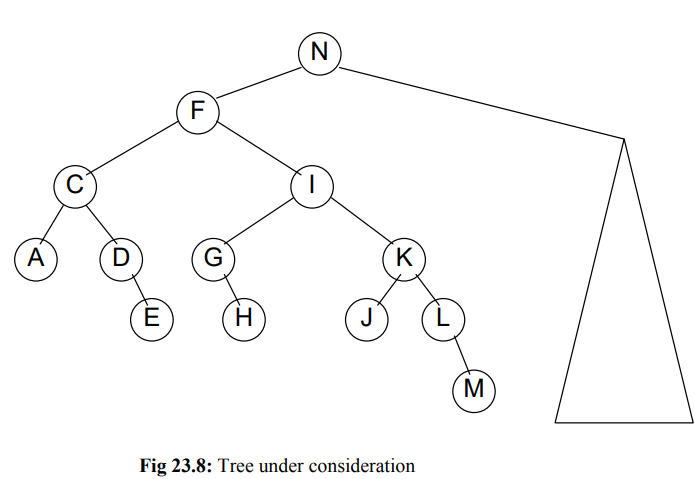 N
F
C I
A D G K
E H J L
M
Fig 23.8: Tree under consideration